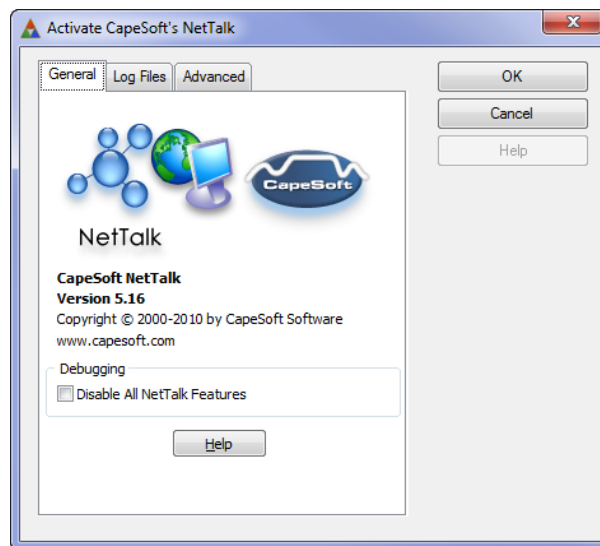 Activate CapeSoft's NetTalk
General Log Files Advanced
OK
Cancel
Help
CapeSoft
NetTalk
CapeSoft NetTalk
Version 5.16
Copyright © 2000-2010 by CapeSoft Software
www.capesoft.com
Debugging
Disable All NetTalk Features
Help